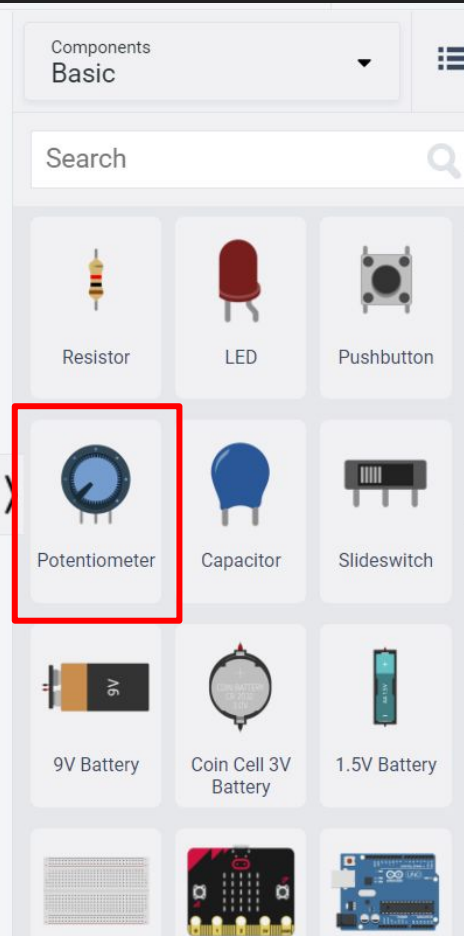 Components
Basic
Search
Resistor
LED
Pushbutton
Potentiometer
Capacitor
Slideswitch
9V
9V Battery
Coin Cell 3V
Battery
1.5V Battery
UNO